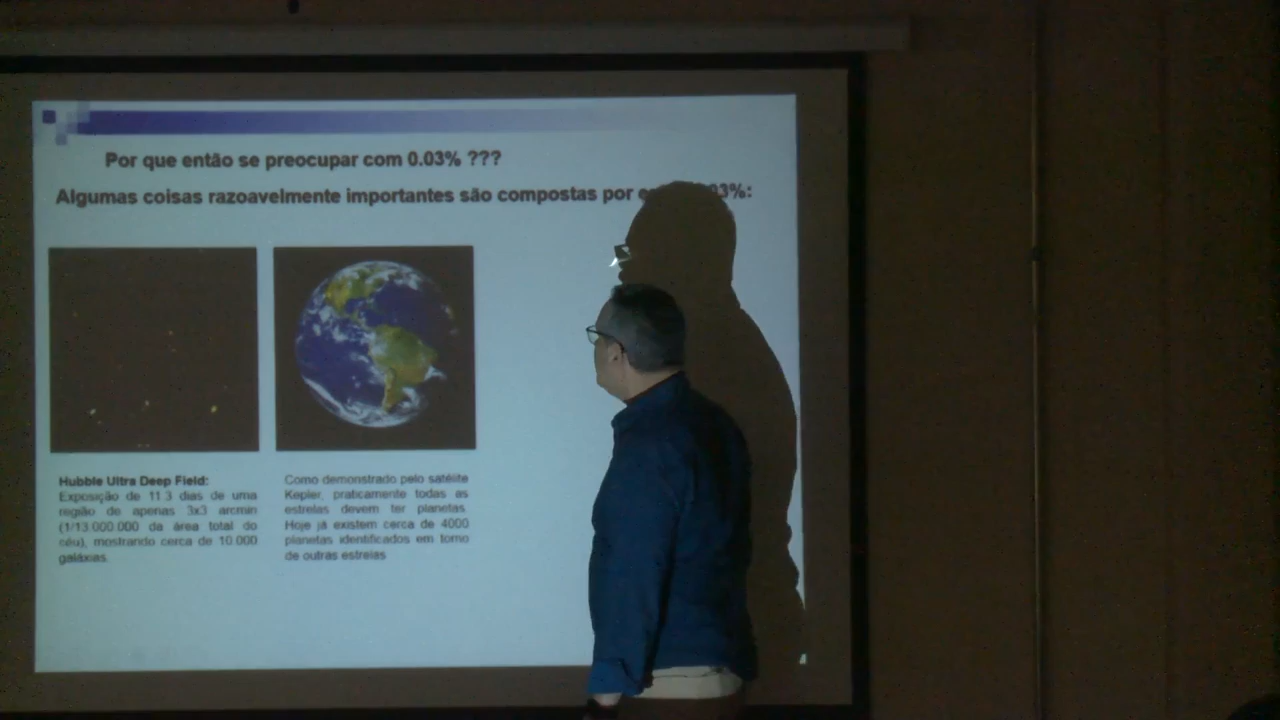 Por que então se preocupar com 0.03% ???
Algumas coisas razoavelmente importantes são compostas por 03%:
Hubble Ultra Deep Field:
Exposição de 11.3 dias de uma
região de apenas 3x3 arcmin
(1/13.000.000 da área total do
céu), mostrando cerca de 10.000
galáxias.
Como demonstrado pelo satélite
Kepler, praticamente todas as
estrelas devem ter planetas.
Hoje já existem cerca de 4000
planetas identificados em torno
de outras estrelas